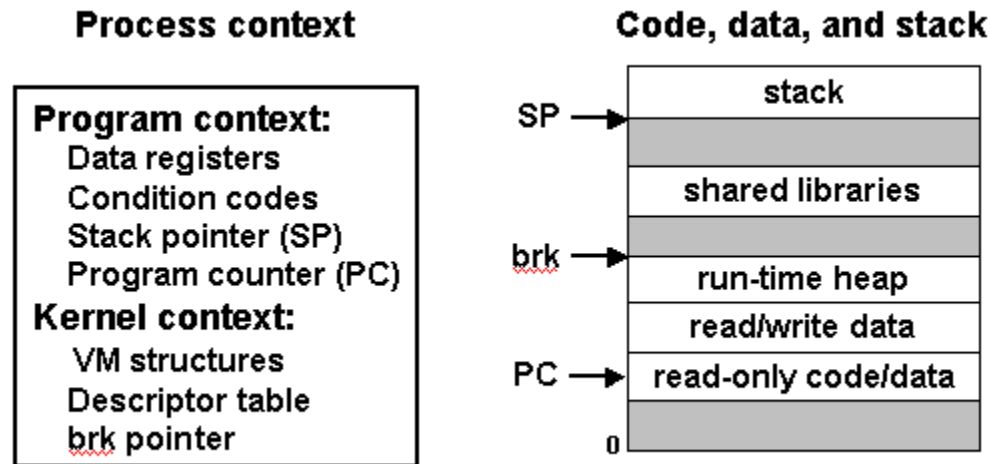 Process context
Program context:
Data registers
Condition codes
Stack pointer (SP)
Program counter (PC)
Kernel context:
VM structures
Descriptor table
brk pointer
Code, data, and stack
stack
SP
shared libraries
brk
run-time heap
read/write data
PC
read-only code/data
0